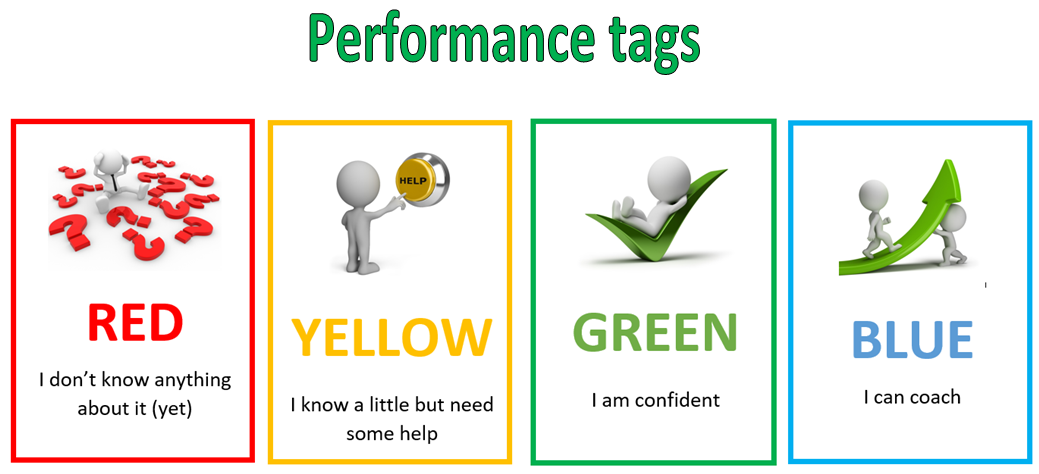 Performance tags
HELP
RED
I don’t know anything
about it (yet)
YELLOW
I know a little but need
some help
GREEN
I am confident
BLUE
I can coach